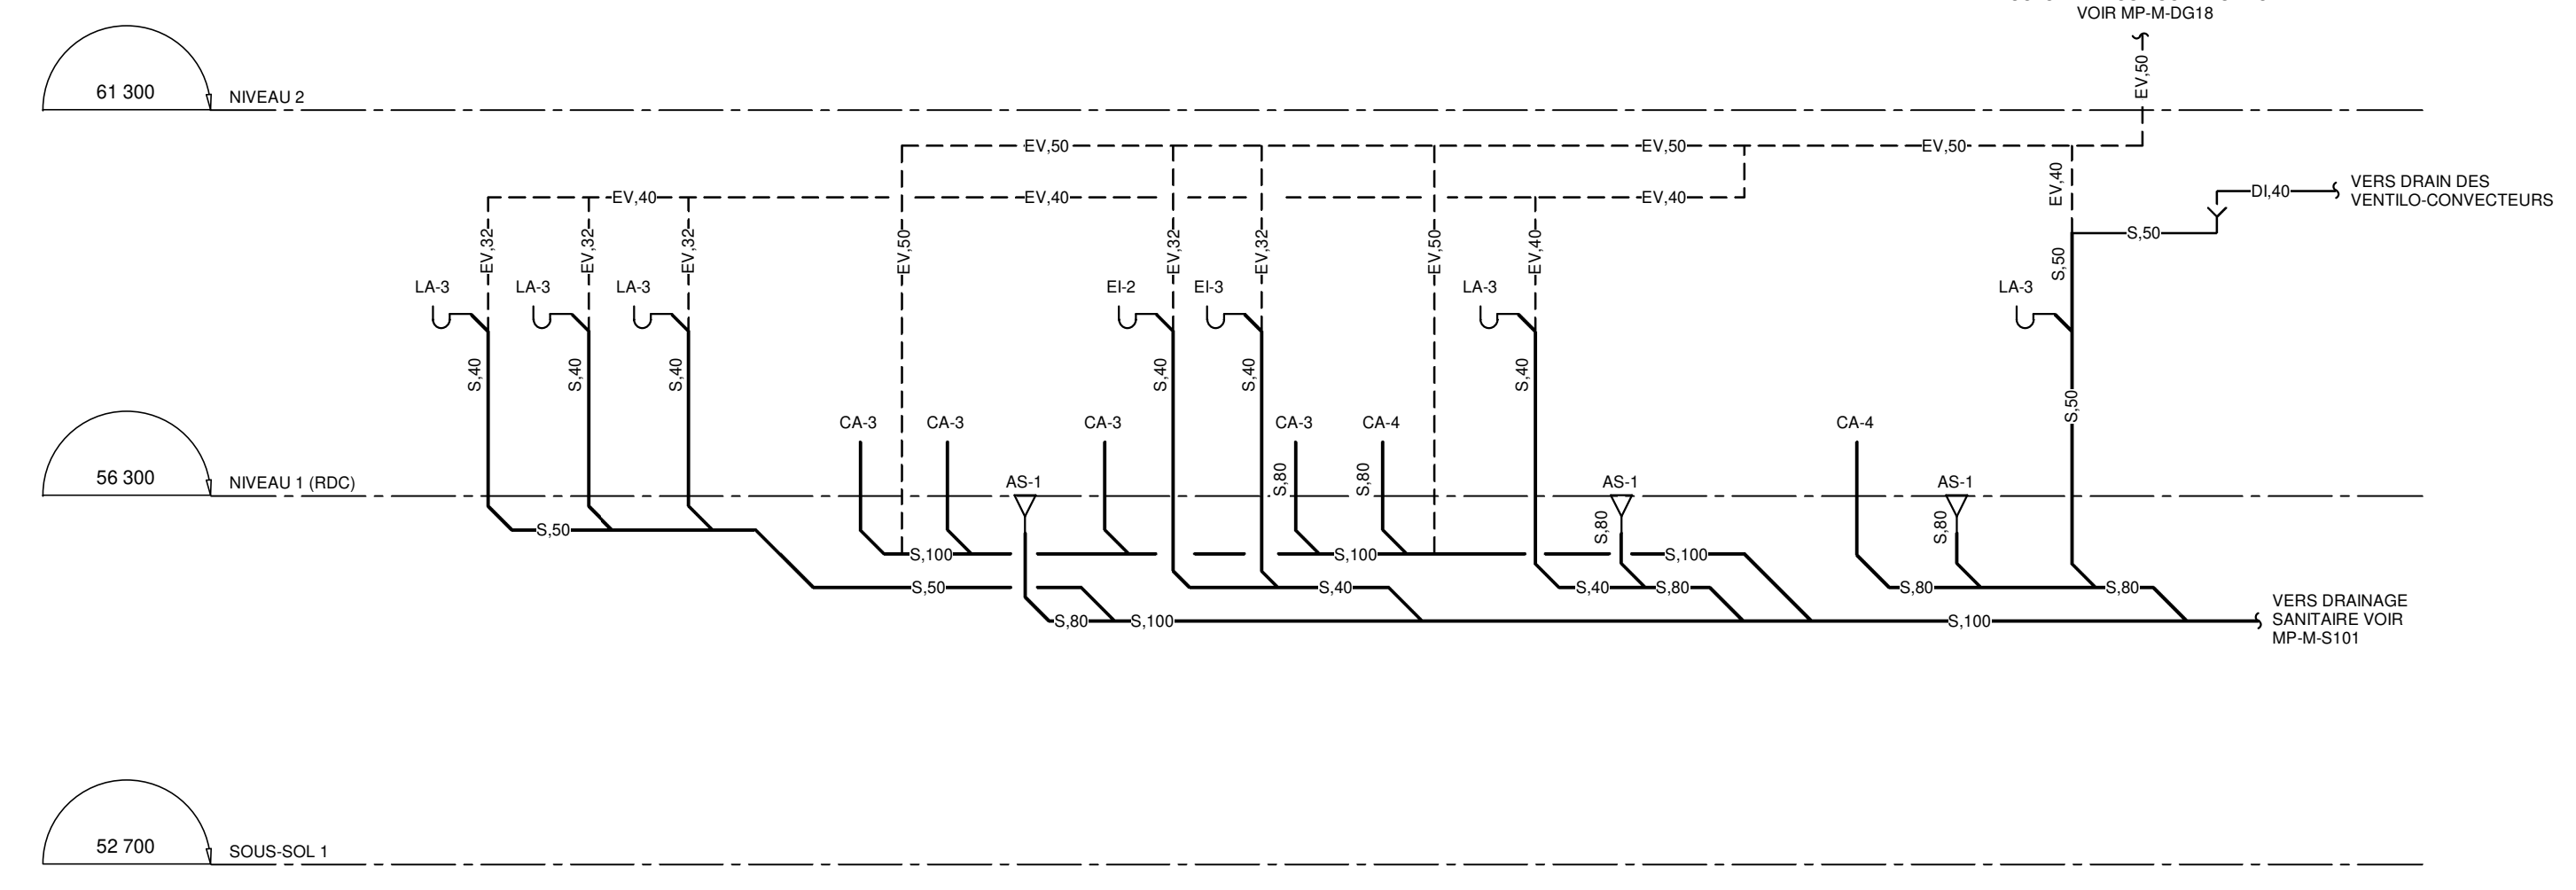 VOIR MP-M-DG18
EV,50
61 300
NIVEAU 2
EV,50
EV,50
EV,50
EV,40
EV,40
EV,40
EV,40
DI,40
VERS DRAIN DES
VENTILO-CONVECTEURS
EV,32
EV,32
EV,32
EV,50
EV,32
EV,32
EV,50
EV,40
S,50
S,50
LA-3
LA-3
LA-3
EI-2
EI-3
LA-3
LA-3
S,40
S,40
S,40
S,40
S,40
S,40
S,50
CA-3
CA-3
CA-3
CA-3
CA-4
CA-4
56 300
NIVEAU 1 (RDC)
AS-1
S,80
S,80
AS-1
AS-1
S,80
S,80
S,50
S,100
S,100
S,100
S,50
S,40
S,40
S,80
S,80
S,80
S,80
S,100
S,100
VERS DRAINAGE
SANITAIRE VOIR
MP-M-S101
52 700
SOUS-SOL 1